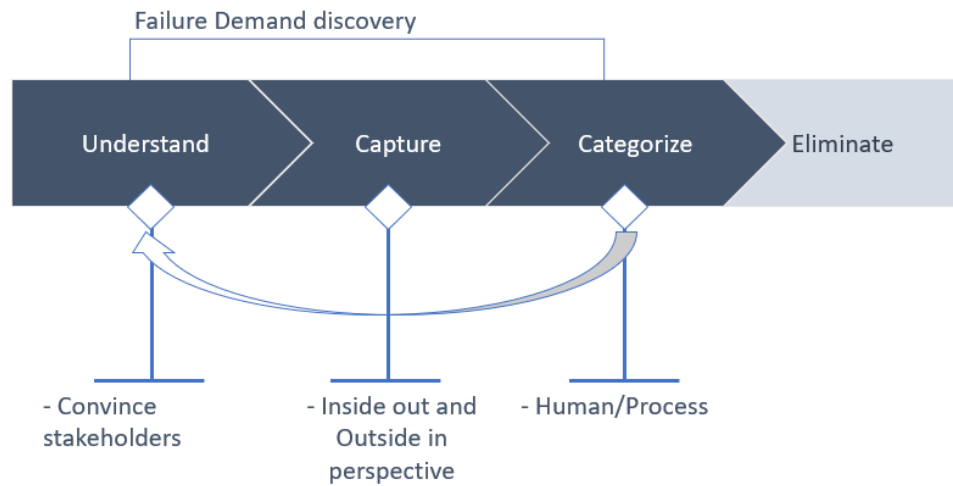 Failure Demand discovery
Understand
Capture
Categorize
Eliminate
- Convince
stakeholders
- Inside out and
Outside in
perspective
- Human/Process